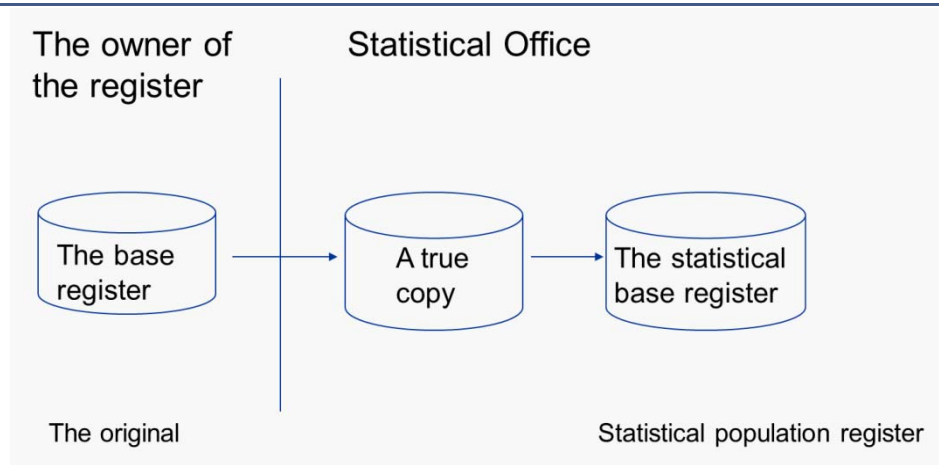 The owner of
the register
Statistical Office
The base
register
A true
copy
The statistical
base register
The original
Statistical population register